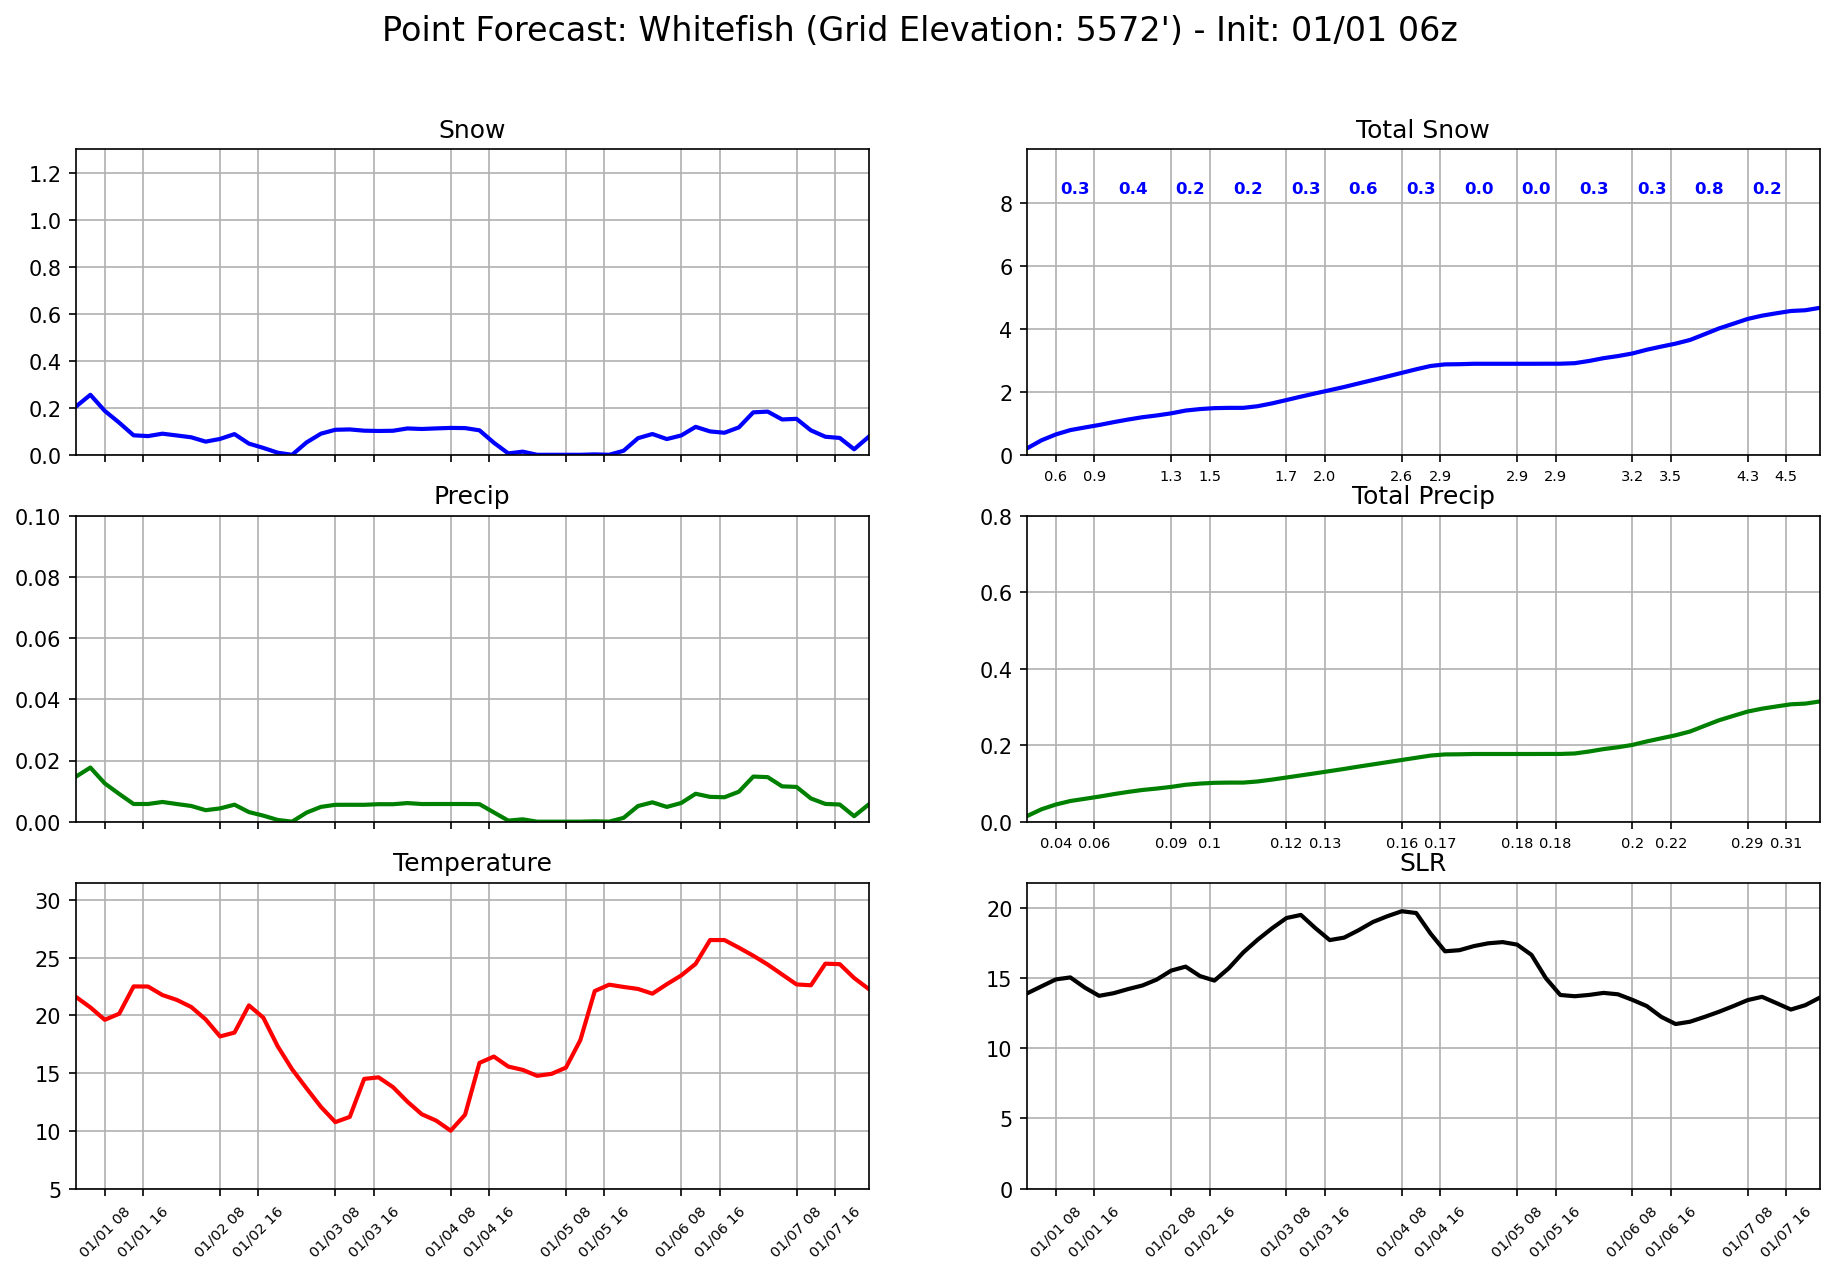 Point Forecast: Whitefish (Grid Elevation: 5572') - Init: 01/01 06z
Snow
1.2
1.0
0.8
0.6
0.4
0.2
0.0
Total Snow
0.3 0.4 0.2 0.2 0.3 0.6 0.3 0.0 0.0 0.3 0.3 0.8 0.2
8
6
4
2
0
0.6 0.9 1.3 1.5 1.7 2.0 2.6 2.9 2.9 2.9 3.2 3.5 4.3 4.5
Precip
0.10
0.08
0.06
0.04
0.02
0.00
Total Precip
0.8
0.6
0.4
0.2
0.0
0.04 0.06 0.09 0.1 0.12 0.13 0.16 0.17 0.18 0.18 0.2 0.22 0.29 0.31
Temperature
30
25
20
15
10
5
01/01 08 01/01 16 01/02 08 01/02 16 01/03 08 01/03 16 01/04 08 01/04 16 01/05 08 01/05 16 01/06 08 01/06 16 01/07 08 01/07 16
SLR
20
15
10
5
0
01/01 08 01/01 16 01/02 08 01/02 16 01/03 08 01/03 16 01/04 08 01/04 16 01/05 08 01/05 16 01/06 08 01/06 16 01/07 08 01/07 16